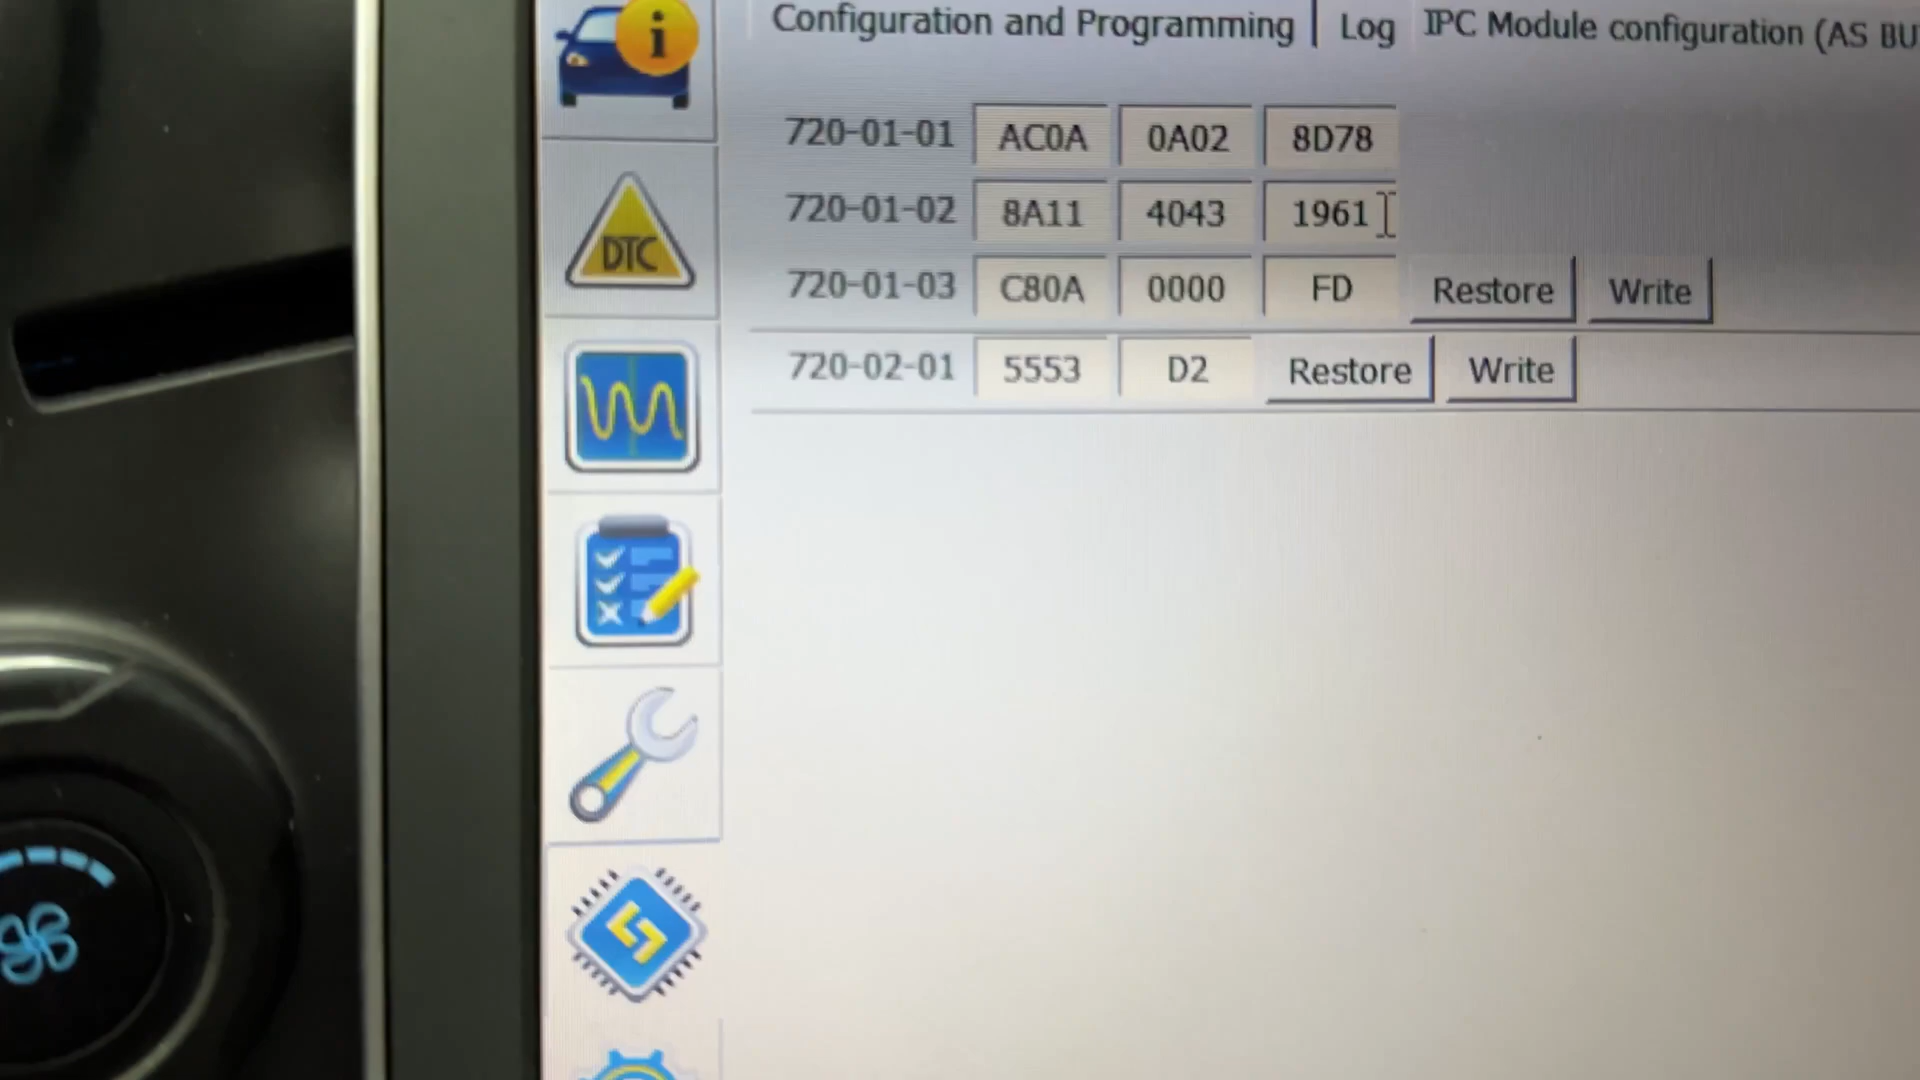 Configuration and Programming Log IPC Module configuration (AS BU
720-01-01 AC0A 0A02 8D78
720-01-02 8A11 4043 1961
720-01-03 C80A 0000 FD Restore Write
720-02-01 5553 D2 Restore Write
i
DTC